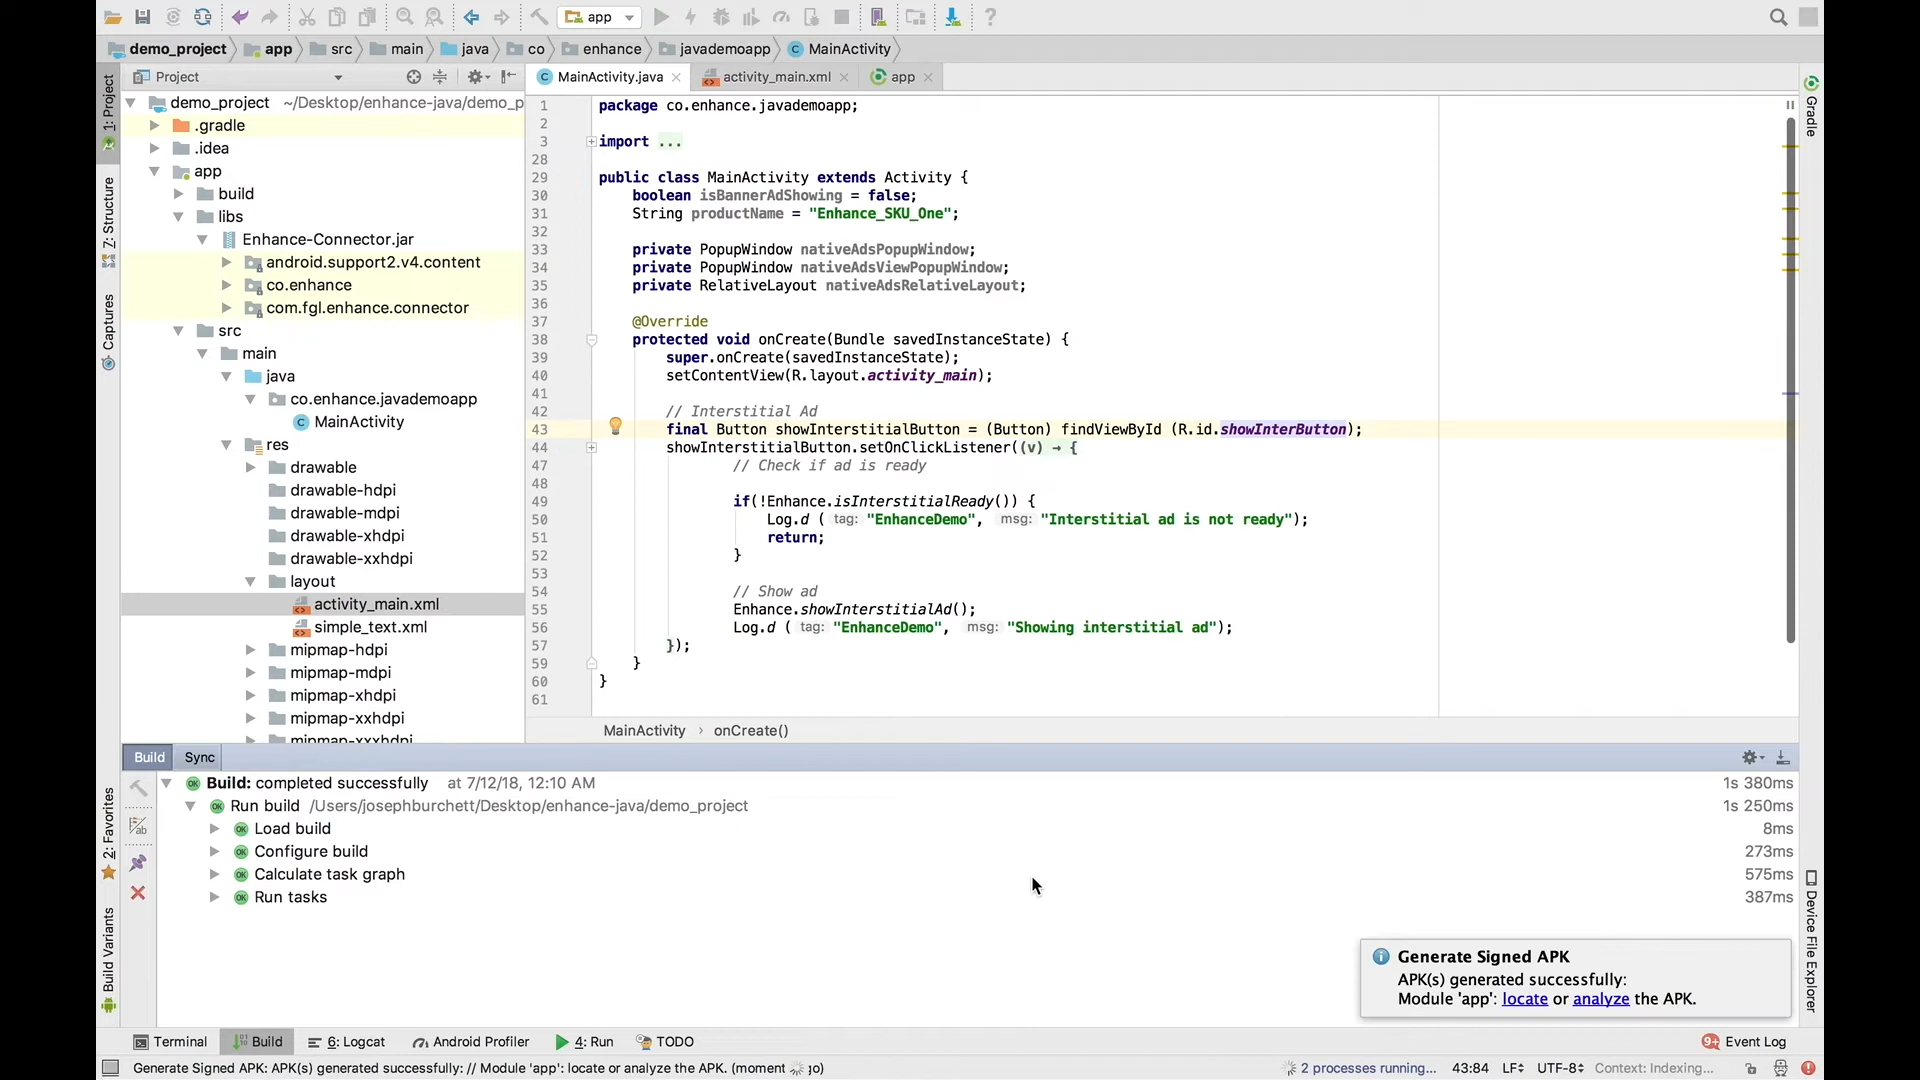 app
demo_project app src main java co enhance javademoapp MainActivity
Project
MainActivity.java activity_main.xml app
1: Project
Z: Structure
Captures
2: Favorites
Build Variants
demo_project ~/Desktop/enhance-java/demo_p
.gradle
.idea
app
build
libs
Enhance-Connector.jar
android.support2.v4.content
co.enhance
com.fgl.enhance.connector
src
main
java
co.enhance.javademoapp
MainActivity
res
drawable
drawable-hdpi
drawable-mdpi
drawable-xhdpi
drawable-xxhdpi
layout
activity_main.xml
simple_text.xml
mipmap-hdpi
mipmap-mdpi
mipmap-xhdpi
mipmap-xxhdpi
mipmap-xxxhdpi
1 package co.enhance.javademoapp;
2
3 import ...
28
29 public class MainActivity extends Activity {
30 boolean isBannerAdShowing = false;
31 String productName = "Enhance_SKU_One";
32
33 private PopupWindow nativeAdsPopupWindow;
34 private PopupWindow nativeAdsViewPopupWindow;
35 private RelativeLayout nativeAdsRelativeLayout;
36
37 @Override
38 protected void onCreate(Bundle savedInstanceState) {
39 super.onCreate(savedInstanceState);
40 setContentView(R.layout.activity_main);
41
42 // Interstitial Ad
43 final Button showInterstitialButton = (Button) findViewById (R.id.showInterButton);
44 showInterstitialButton.setOnClickListener((v) → {
47 // Check if ad is ready
48
49 if(!Enhance.isInterstitialReady()) {
50 Log.d ( tag: "EnhanceDemo", msg: "Interstitial ad is not ready");
51 return;
52 }
53
54 // Show ad
55 Enhance.showInterstitialAd();
56 Log.d ( tag: "EnhanceDemo", msg: "Showing interstitial ad");
57 });
59 }
60 }
61
MainActivity › onCreate()
Gradle
Device File Explorer
Build Sync
Build: completed successfully at 7/12/18, 12:10 AM 1s 380ms
Run build /Users/josephburchett/Desktop/enhance-java/demo_project 1s 250ms
Load build 8ms
Configure build 273ms
Calculate task graph 575ms
Run tasks 387ms
Generate Signed APK
APK(s) generated successfully:
Module 'app': locate or analyze the APK.
Terminal Build 6: Logcat Android Profiler 4: Run TODO 9+ Event Log
Generate Signed APK: APK(s) generated successfully: // Module 'app': locate or analyze the APK. (moment go) 2 processes running... 43:84 LF UTF-8 Context: Indexing...